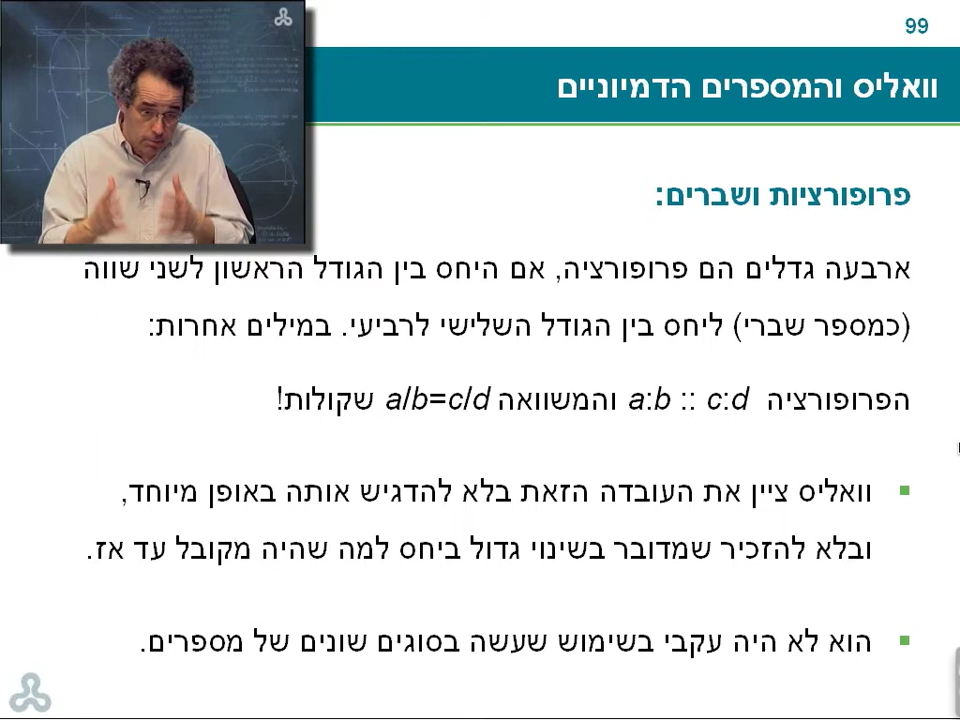 99
וואליס והמספרים הדמיוניים
פרופורציות ושברים:
ארבעה גדלים הם פרופורציה, אם היחס בין הגודל הראשון לשני שווה
(כמספר שברי) ליחס בין הגודל השלישי לרביעי. במילים אחרות:
הפרופורציה a:b :: c:d והמשוואה a/b=c/d שקולות!
▪ וואליס ציין את העובדה הזאת בלא להדגיש אותה באופן מיוחד,
ובלא להזכיר שמדובר בשינוי גדול ביחס למה שהיה מקובל עד אז.
▪ הוא לא היה עקבי בשימוש שעשה בסוגים שונים של מספרים.